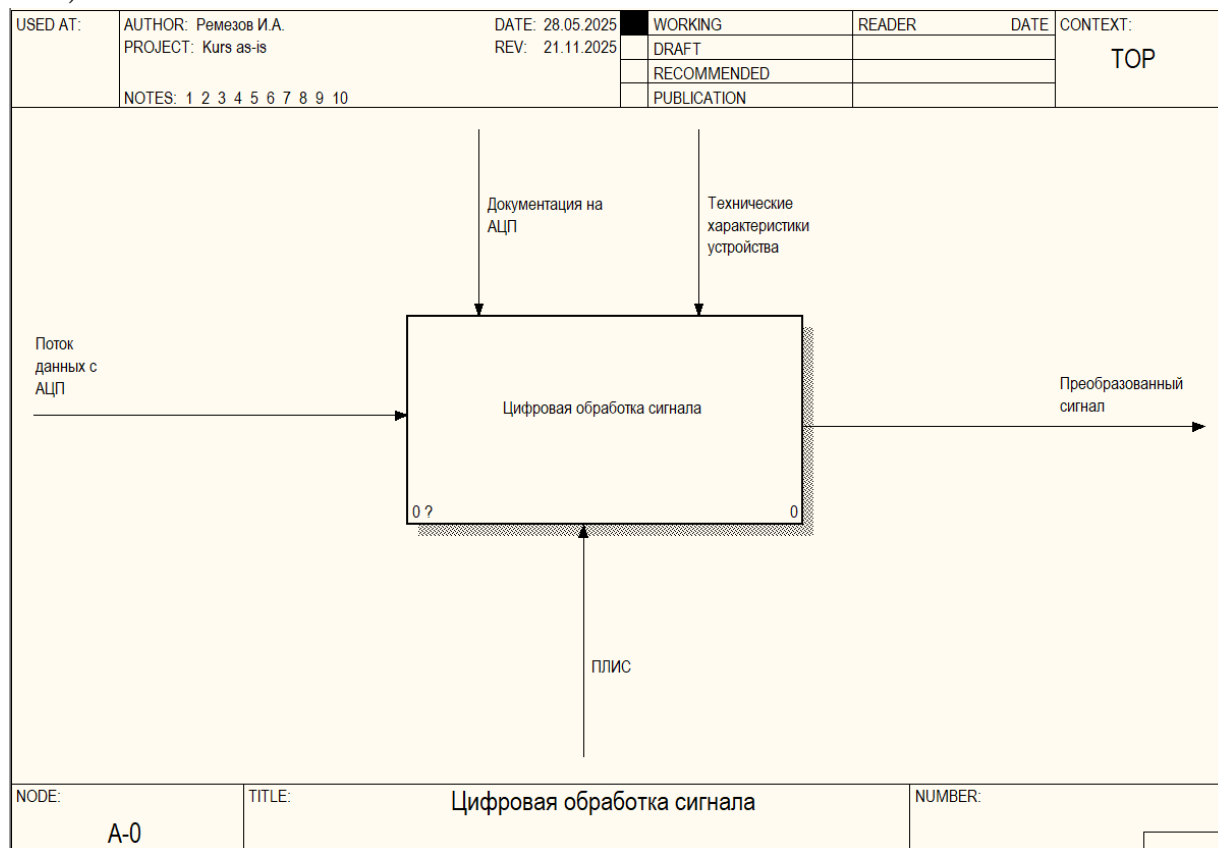 USED AT:
AUTHOR: Ремезов И.А.
DATE: 28.05.2025
WORKING
READER
DATE
CONTEXT:
PROJECT: Kurs as-is
REV: 21.11.2025
DRAFT
TOP
RECOMMENDED
NOTES: 1 2 3 4 5 6 7 8 9 10
PUBLICATION
Документация на
АЦП
Технические
характеристики
устройства
Поток
данных с
АЦП
Цифровая обработка сигнала
Преобразованный
сигнал
0 ?
0
ПЛИС
NODE:
A-0
TITLE:
Цифровая обработка сигнала
NUMBER: